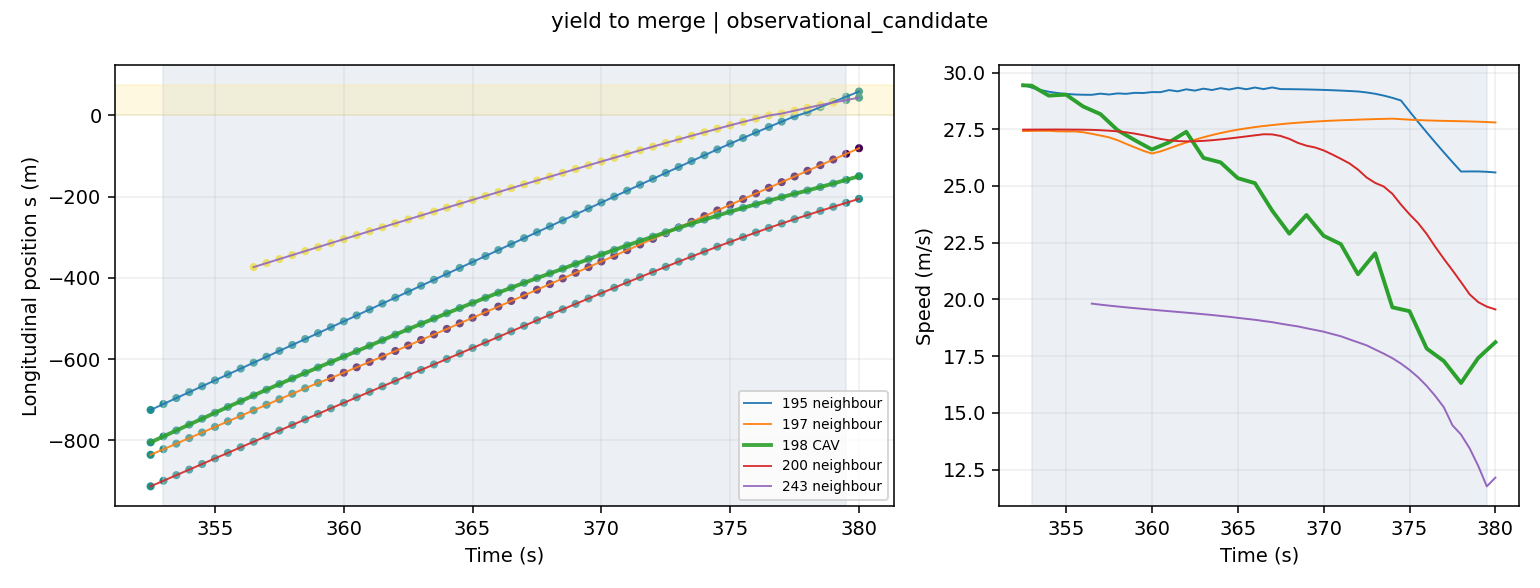 yield to merge | observational_candidate
Longitudinal position s (m)
0
−200
−400
−600
−800
355
360
365
370
375
380
Time (s)
195 neighbour
197 neighbour
198 CAV
200 neighbour
243 neighbour
Speed (m/s)
30.0
27.5
25.0
22.5
20.0
17.5
15.0
12.5
355
360
365
370
375
380
Time (s)